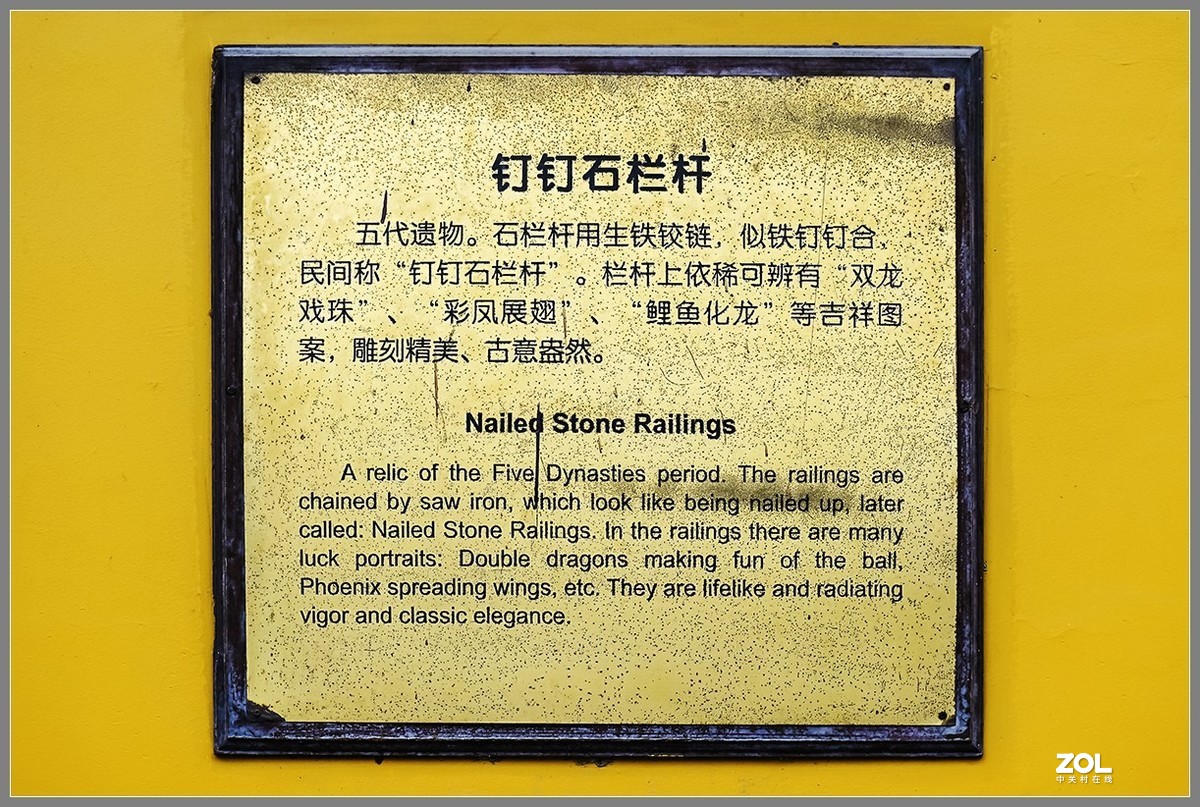 钉钉石栏杆
五代遗物。石栏杆用生铁铰链，似铁钉钉合，
民间称“钉钉石栏杆”。栏杆上依稀可辨有“双龙
戏珠”、“彩凤展翅”、“鲤鱼化龙”等吉祥图
案，雕刻精美、古意盎然。
Nailed Stone Railings
A relic of the Five Dynasties period. The railings are
chained by saw iron, which look like being nailed up, later
called: Nailed Stone Railings. In the railings there are many
luck portraits: Double dragons making fun of the ball,
Phoenix spreading wings, etc. They are lifelike and radiating
vigor and classic elegance.
ZOL
中关村在线